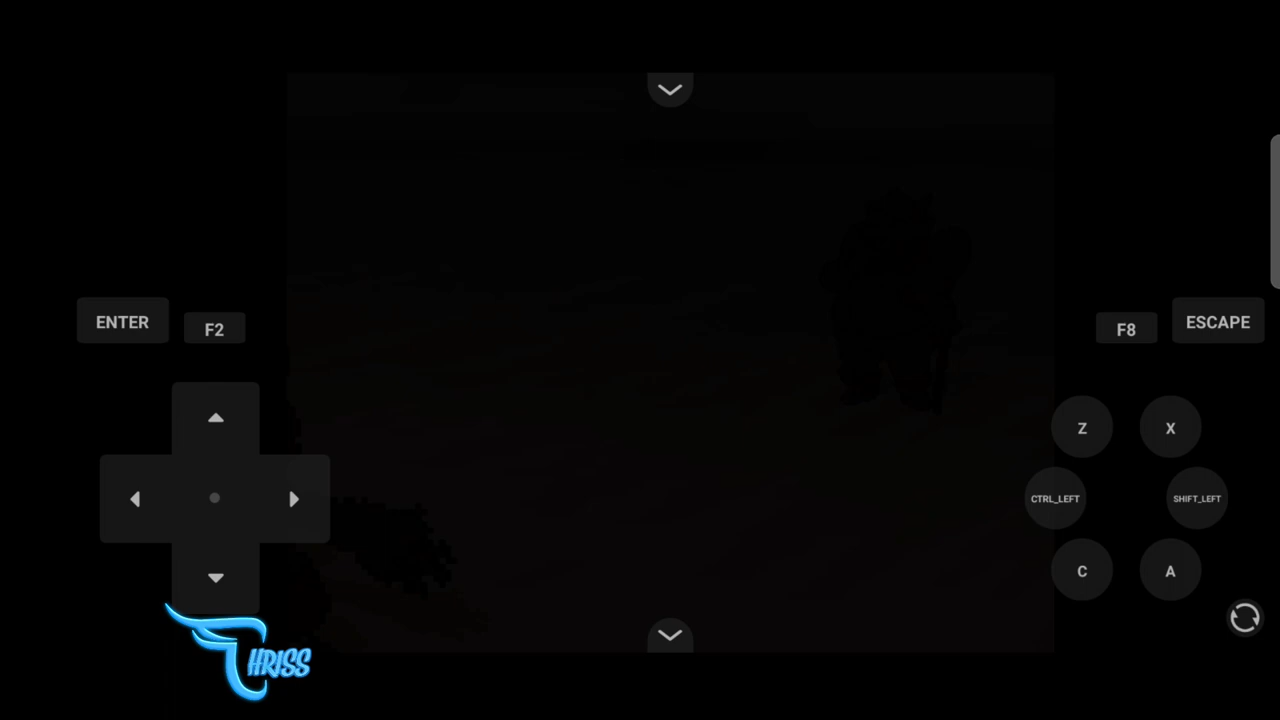 ENTER
F2
F8
ESCAPE
Z
X
CTRL_LEFT
SHIFT_LEFT
C
A
HRISS